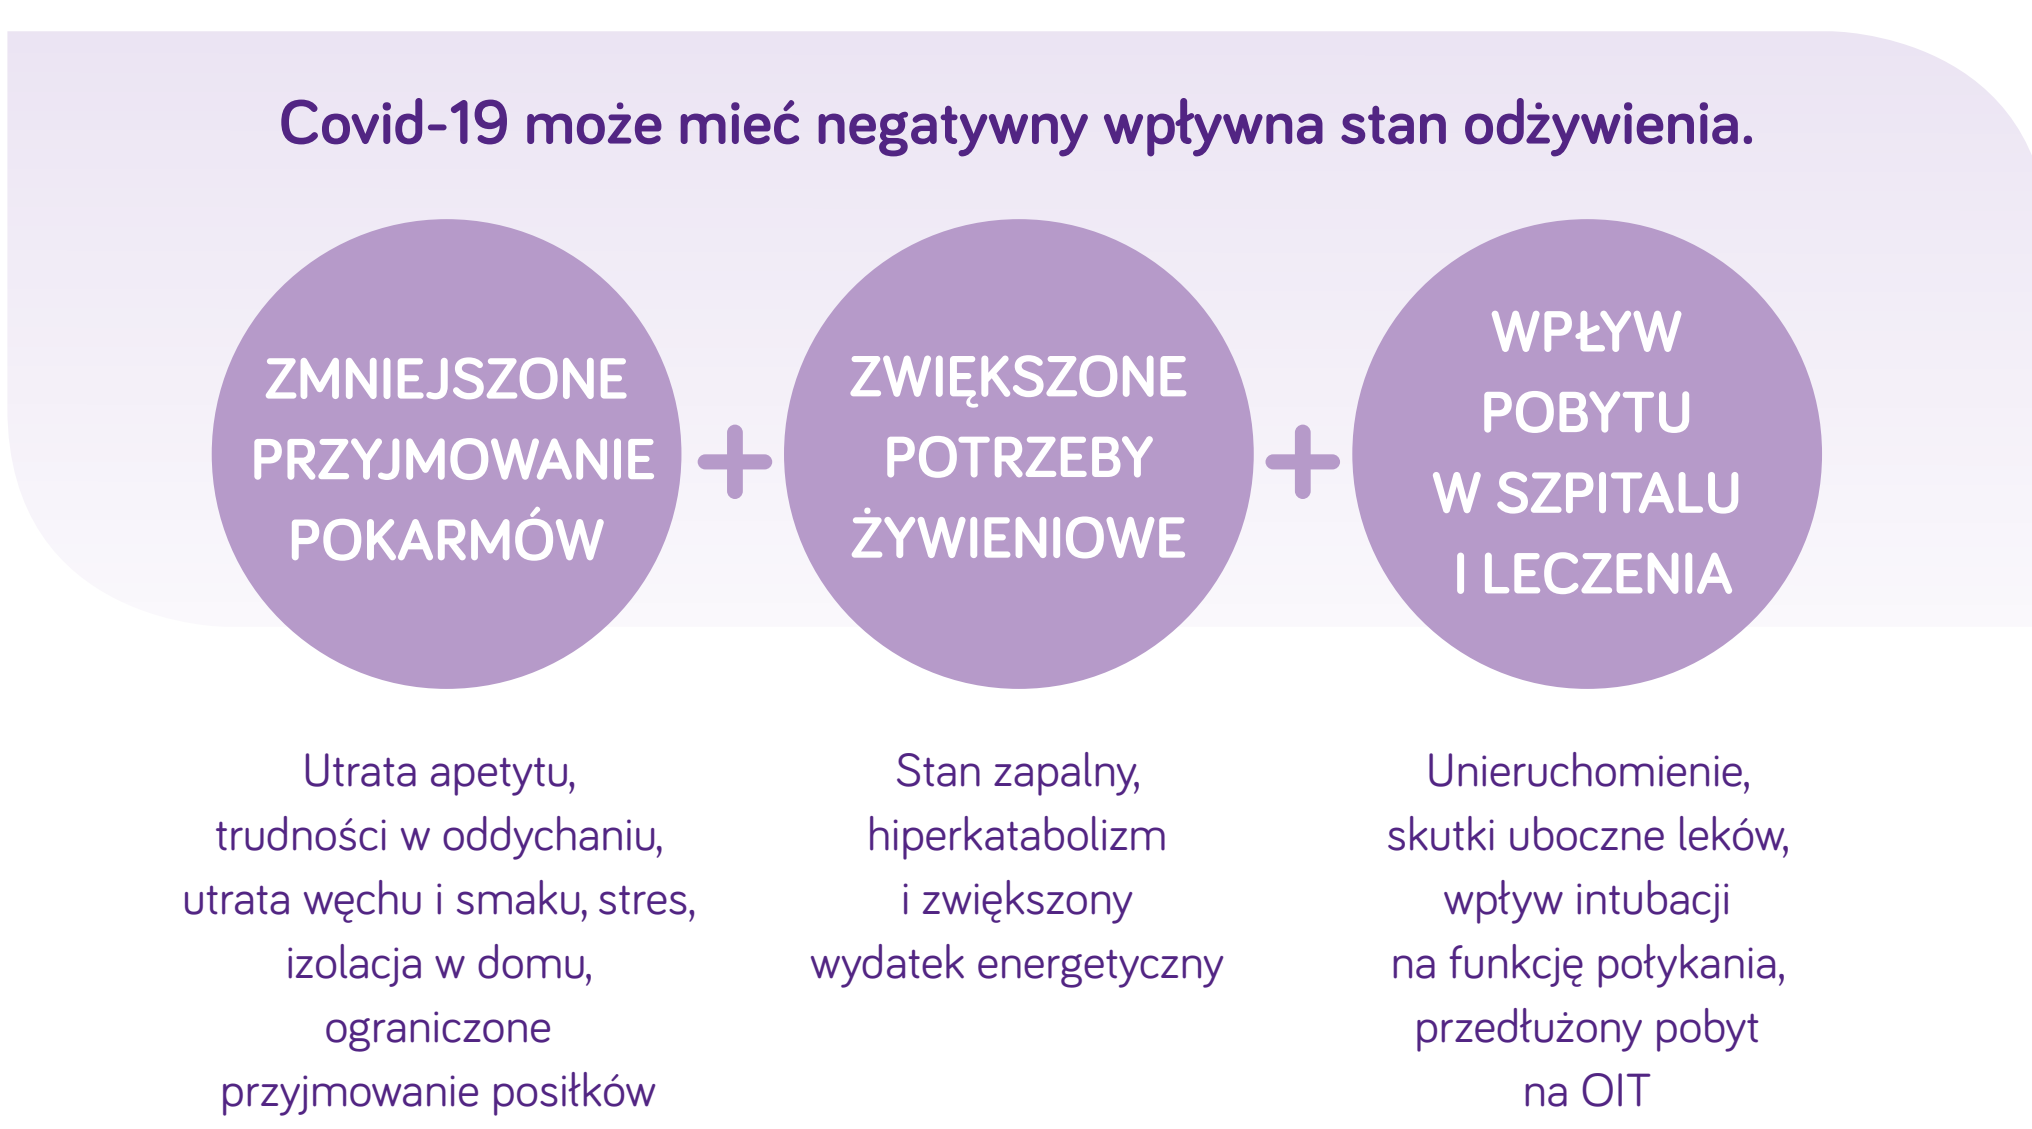 Covid-19 może mieć negatywny wpływna stan odżywienia.
ZMNIEJSZONE
PRZYJMOWANIE
POKARMÓW
+
ZWIĘKSZONE
POTRZEBY
ŻYWIENIOWE
+
WPŁYW
POBYTU
W SZPITALU
I LECZENIA
Utrata apetytu,
trudności w oddychaniu,
utrata węchu i smaku, stres,
izolacja w domu,
ograniczone
przyjmowanie posiłków
Stan zapalny,
hiperkatabolizm
i zwiększony
wydatek energetyczny
Unieruchomienie,
skutki uboczne leków,
wpływ intubacji
na funkcję połykania,
przedłużony pobyt
na OIT